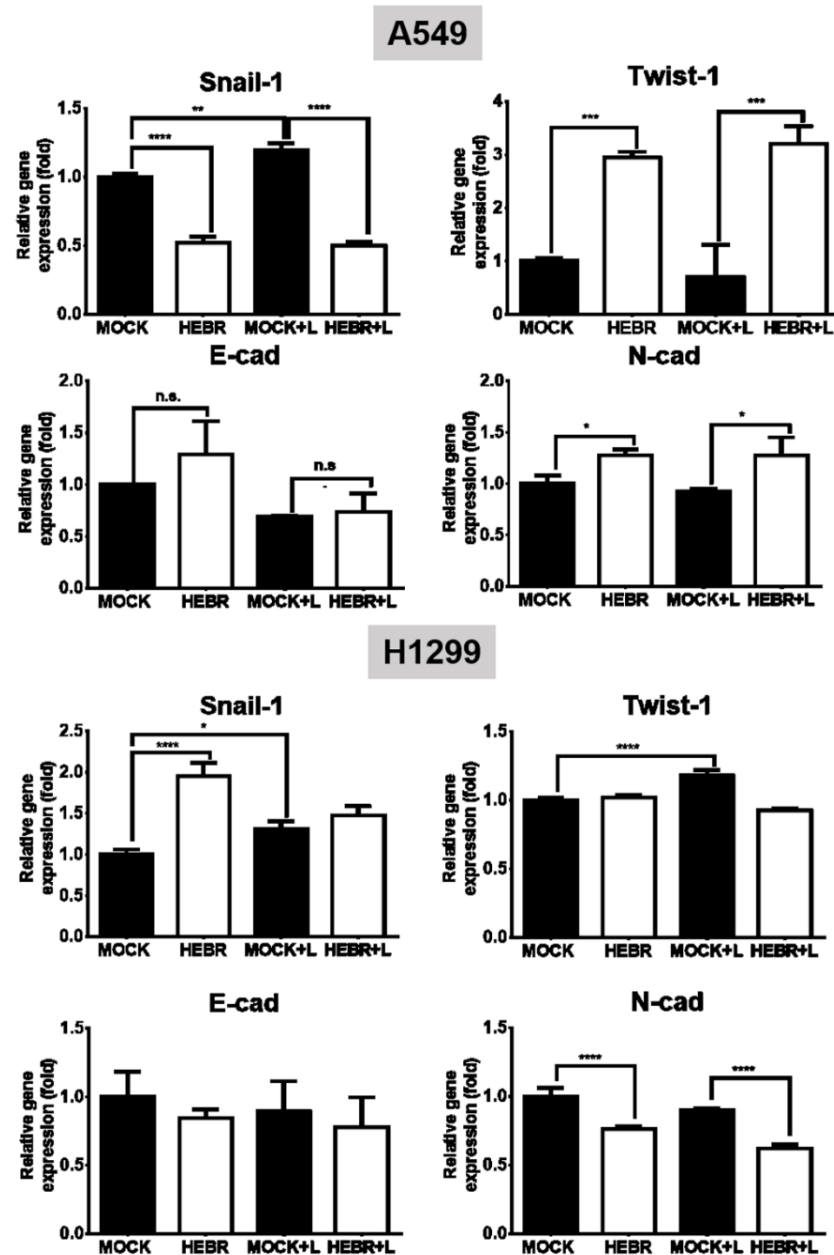 A549
Snail-1
Relative gene
expression (fold)
1.5
1.0
0.5
0.0
**
****
****
MOCK HEBR MOCK+L HEBR+L
Twist-1
Relative gene
expression (fold)
4
3
2
1
0
***
***
MOCK HEBR MOCK+L HEBR+L
E-cad
Relative gene
expression (fold)
2.0
1.5
1.0
0.5
0.0
n.s.
n.s
.
MOCK HEBR MOCK+L HEBR+L
N-cad
Relative gene
expression (fold)
2.0
1.5
1.0
0.5
0.0
*
*
MOCK HEBR MOCK+L HEBR+L
H1299
Snail-1
Relative gene
expression (fold)
2.5
2.0
1.5
1.0
0.5
0.0
*
****
MOCK HEBR MOCK+L HEBR+L
Twist-1
Relative gene
expression (fold)
1.5
1.0
0.5
0.0
****
MOCK HEBR MOCK+L HEBR+L
E-cad
Relative gene
expression (fold)
1.5
1.0
0.5
0.0
MOCK HEBR MOCK+L HEBR+L
N-cad
Relative gene
expression (fold)
1.5
1.0
0.5
0.0
****
****
MOCK HEBR MOCK+L HEBR+L